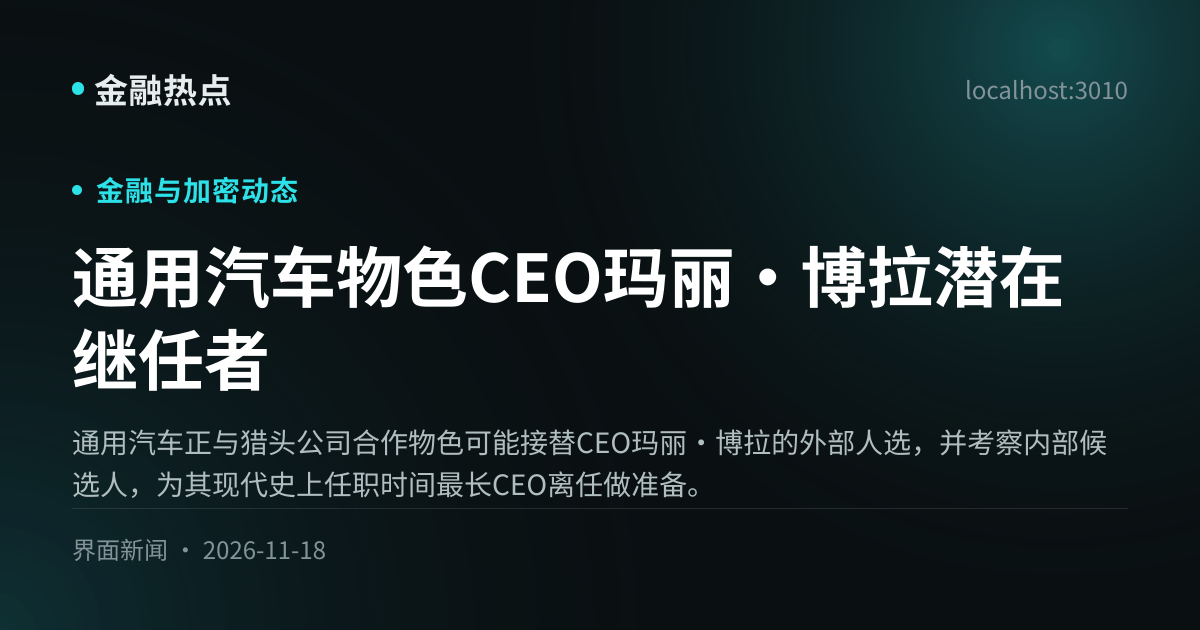 金融热点
localhost:3010
金融与加密动态
通用汽车物色CEO玛丽・博拉潜在
继任者
通用汽车正与猎头公司合作物色可能接替CEO玛丽・博拉的外部人选，并考察内部候
选人，为其现代史上任职时间最长CEO离任做准备。
界面新闻 • 2026-11-18